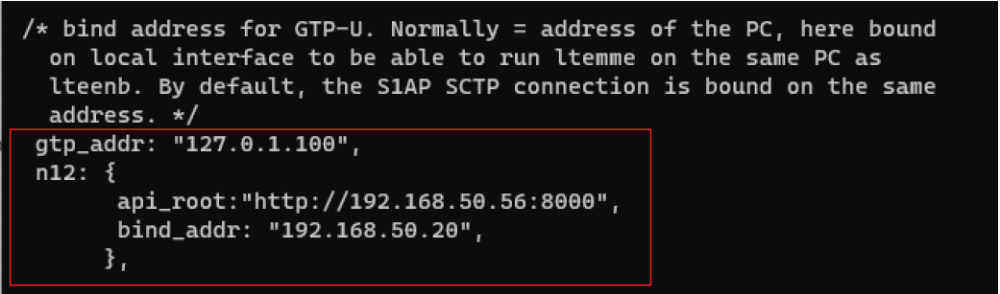 /* bind address for GTP-U. Normally = address of the PC, here bound
on local interface to be able to run ltemme on the same PC as
lteenb. By default, the S1AP SCTP connection is bound on the same
address. */
gtp_addr: "127.0.1.100",
n12: {
api_root:"http://192.168.50.56:8000",
bind_addr: "192.168.50.20",
},